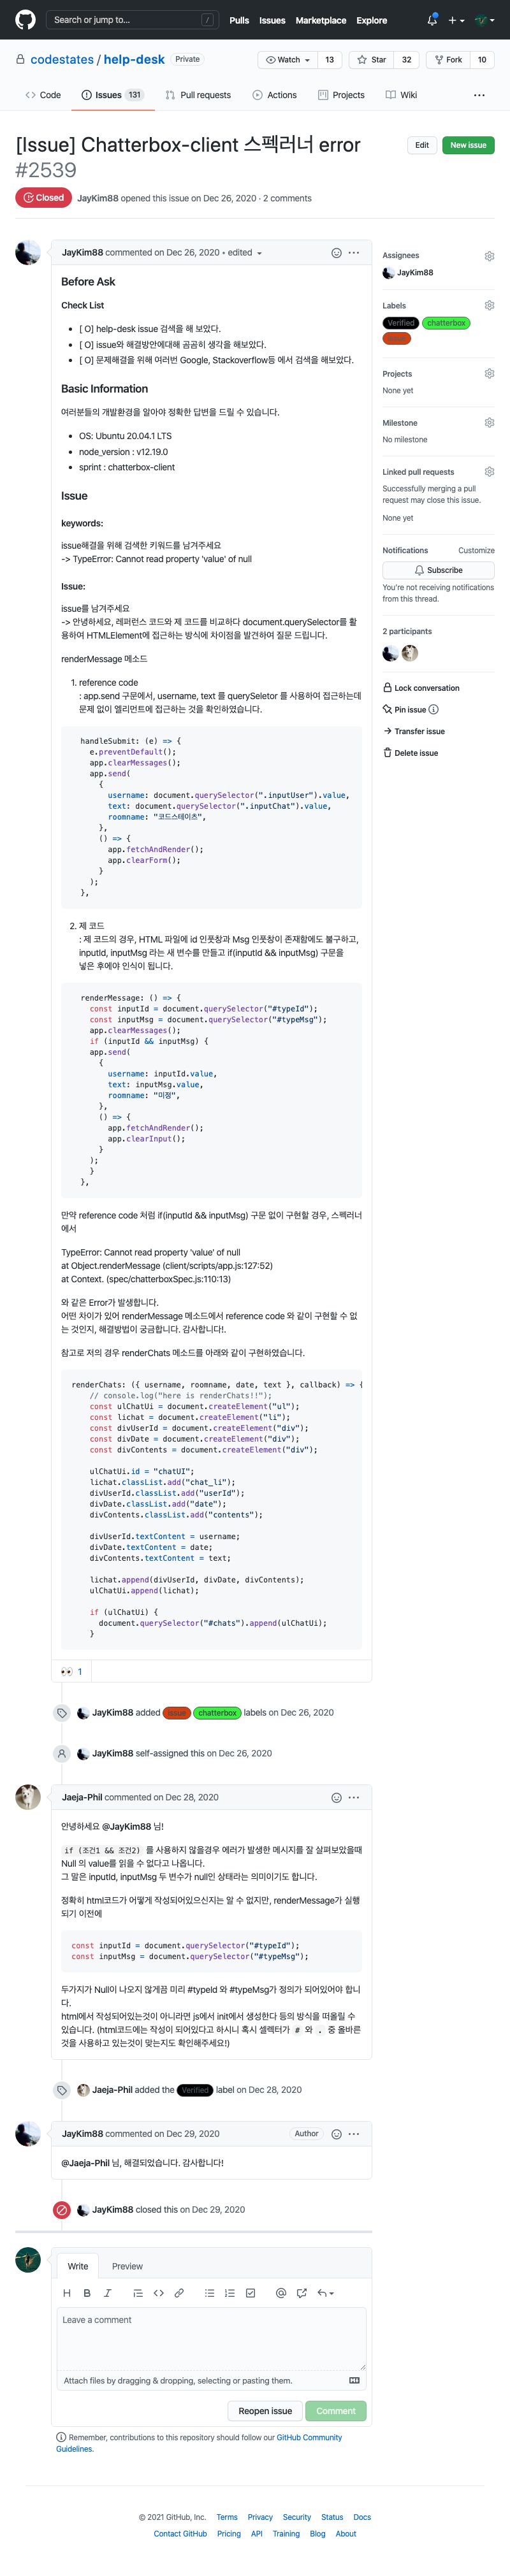 Search or jump to... /
Pulls Issues Marketplace Explore
codestates / help-desk Private
Watch 13 Star 32 Fork 10
Code Issues 131 Pull requests Actions Projects Wiki
[Issue] Chatterbox-client 스펙러너 error
#2539
Edit New issue
Closed JayKim88 opened this issue on Dec 26, 2020 · 2 comments
JayKim88 commented on Dec 26, 2020 • edited
Before Ask
Check List
[ O] help-desk issue 검색을 해 보았다.
[ O] issue와 해결방안에대해 곰곰히 생각을 해보았다.
[ O] 문제해결을 위해 여러번 Google, Stackoverflow등 에서 검색을 해보았다.
Basic Information
여러분들의 개발환경을 알아야 정확한 답변을 드릴 수 있습니다.
OS: Ubuntu 20.04.1 LTS
node_version : v12.19.0
sprint : chatterbox-client
Issue
keywords:
issue해결을 위해 검색한 키워드를 남겨주세요
-> TypeError: Cannot read property 'value' of null
Issue:
issue를 남겨주세요
-> 안녕하세요, 레퍼런스 코드와 제 코드를 비교하다 document.querySelector를 활
용하여 HTMLElement에 접근하는 방식에 차이점을 발견하여 질문 드립니다.
renderMessage 메소드
1. reference code
: app.send 구문에서, username, text 를 querySeletor 를 사용하여 접근하는데
문제 없이 엘리먼트에 접근하는 것을 확인하였습니다.
handleSubmit: (e) => {
e.preventDefault();
app.clearMessages();
app.send(
{
username: document.querySelector(".inputUser").value,
text: document.querySelector(".inputChat").value,
roomname: "코드스테이츠",
},
() => {
app.fetchAndRender();
app.clearForm();
}
);
},
2. 제 코드
: 제 코드의 경우, HTML 파일에 id 인풋창과 Msg 인풋창이 존재함에도 불구하고,
inputId, inputMsg 라는 새 변수를 만들고 if(inputId && inputMsg) 구문을
넣은 후에야 인식이 됩니다.
renderMessage: () => {
const inputId = document.querySelector("#typeId");
const inputMsg = document.querySelector("#typeMsg");
app.clearMessages();
if (inputId && inputMsg) {
app.send(
{
username: inputId.value,
text: inputMsg.value,
roomname: "미정",
},
() => {
app.fetchAndRender();
app.clearInput();
}
);
}
},
만약 reference code 처럼 if(inputId && inputMsg) 구문 없이 구현할 경우, 스펙러너
에서
TypeError: Cannot read property 'value' of null
at Object.renderMessage (client/scripts/app.js:127:52)
at Context. (spec/chatterboxSpec.js:110:13)
와 같은 Error가 발생합니다.
어떤 차이가 있어 renderMessage 메소드에서 reference code 와 같이 구현할 수 없
는 것인지, 해결방법이 궁금합니다. 감사합니다!.
참고로 저의 경우 renderChats 메소드를 아래와 같이 구현하였습니다.
renderChats: ({ username, roomname, date, text }, callback) => {
// console.log("here is renderChats!!");
const ulChatUi = document.createElement("ul");
const lichat = document.createElement("li");
const divUserId = document.createElement("div");
const divDate = document.createElement("div");
const divContents = document.createElement("div");
ulChatUi.id = "chatUI";
lichat.classList.add("chat_li");
divUserId.classList.add("userId");
divDate.classList.add("date");
divContents.classList.add("contents");
divUserId.textContent = username;
divDate.textContent = date;
divContents.textContent = text;
lichat.append(divUserId, divDate, divContents);
ulChatUi.append(lichat);
if (ulChatUi) {
document.querySelector("#chats").append(ulChatUi);
}
👀 1
JayKim88 added issue chatterbox labels on Dec 26, 2020
JayKim88 self-assigned this on Dec 26, 2020
Jaeja-Phil commented on Dec 28, 2020
안녕하세요 @JayKim88 님!
if (조건1 && 조건2) 를 사용하지 않을경우 에러가 발생한 메시지를 잘 살펴보았을때
Null 의 value를 읽을 수 없다고 나옵니다.
그 말은 inputId, inputMsg 두 변수가 null인 상태라는 의미이기도 합니다.
정확히 html코드가 어떻게 작성되어있으신지는 알 수 없지만, renderMessage가 실행
되기 이전에
const inputId = document.querySelector("#typeId");
const inputMsg = document.querySelector("#typeMsg");
두가지가 Null이 나오지 않게끔 미리 #typeId 와 #typeMsg가 정의가 되어있어야 합니
다.
html에서 작성되어있는것이 아니라면 js에서 init에서 생성한다 등의 방식을 떠올릴 수
있습니다. (html코드에는 작성이 되어있다고 하시니 혹시 셀렉터가 # 와 . 중 올바른
것을 사용하고 있는것이 맞는지도 확인해주세요!)
Jaeja-Phil added the Verified label on Dec 28, 2020
JayKim88 commented on Dec 29, 2020 Author
@Jaeja-Phil 님, 해결되었습니다. 감사합니다!
JayKim88 closed this on Dec 29, 2020
Write Preview
Leave a comment
Attach files by dragging & dropping, selecting or pasting them.
Reopen issue Comment
Remember, contributions to this repository should follow our GitHub Community
Guidelines.
Assignees
JayKim88
Labels
Verified chatterbox
issue
Projects
None yet
Milestone
No milestone
Linked pull requests
Successfully merging a pull
request may close this issue.
None yet
Notifications Customize
Subscribe
You're not receiving notifications
from this thread.
2 participants
Lock conversation
Pin issue
Transfer issue
Delete issue
© 2021 GitHub, Inc. Terms Privacy Security Status Docs
Contact GitHub Pricing API Training Blog About